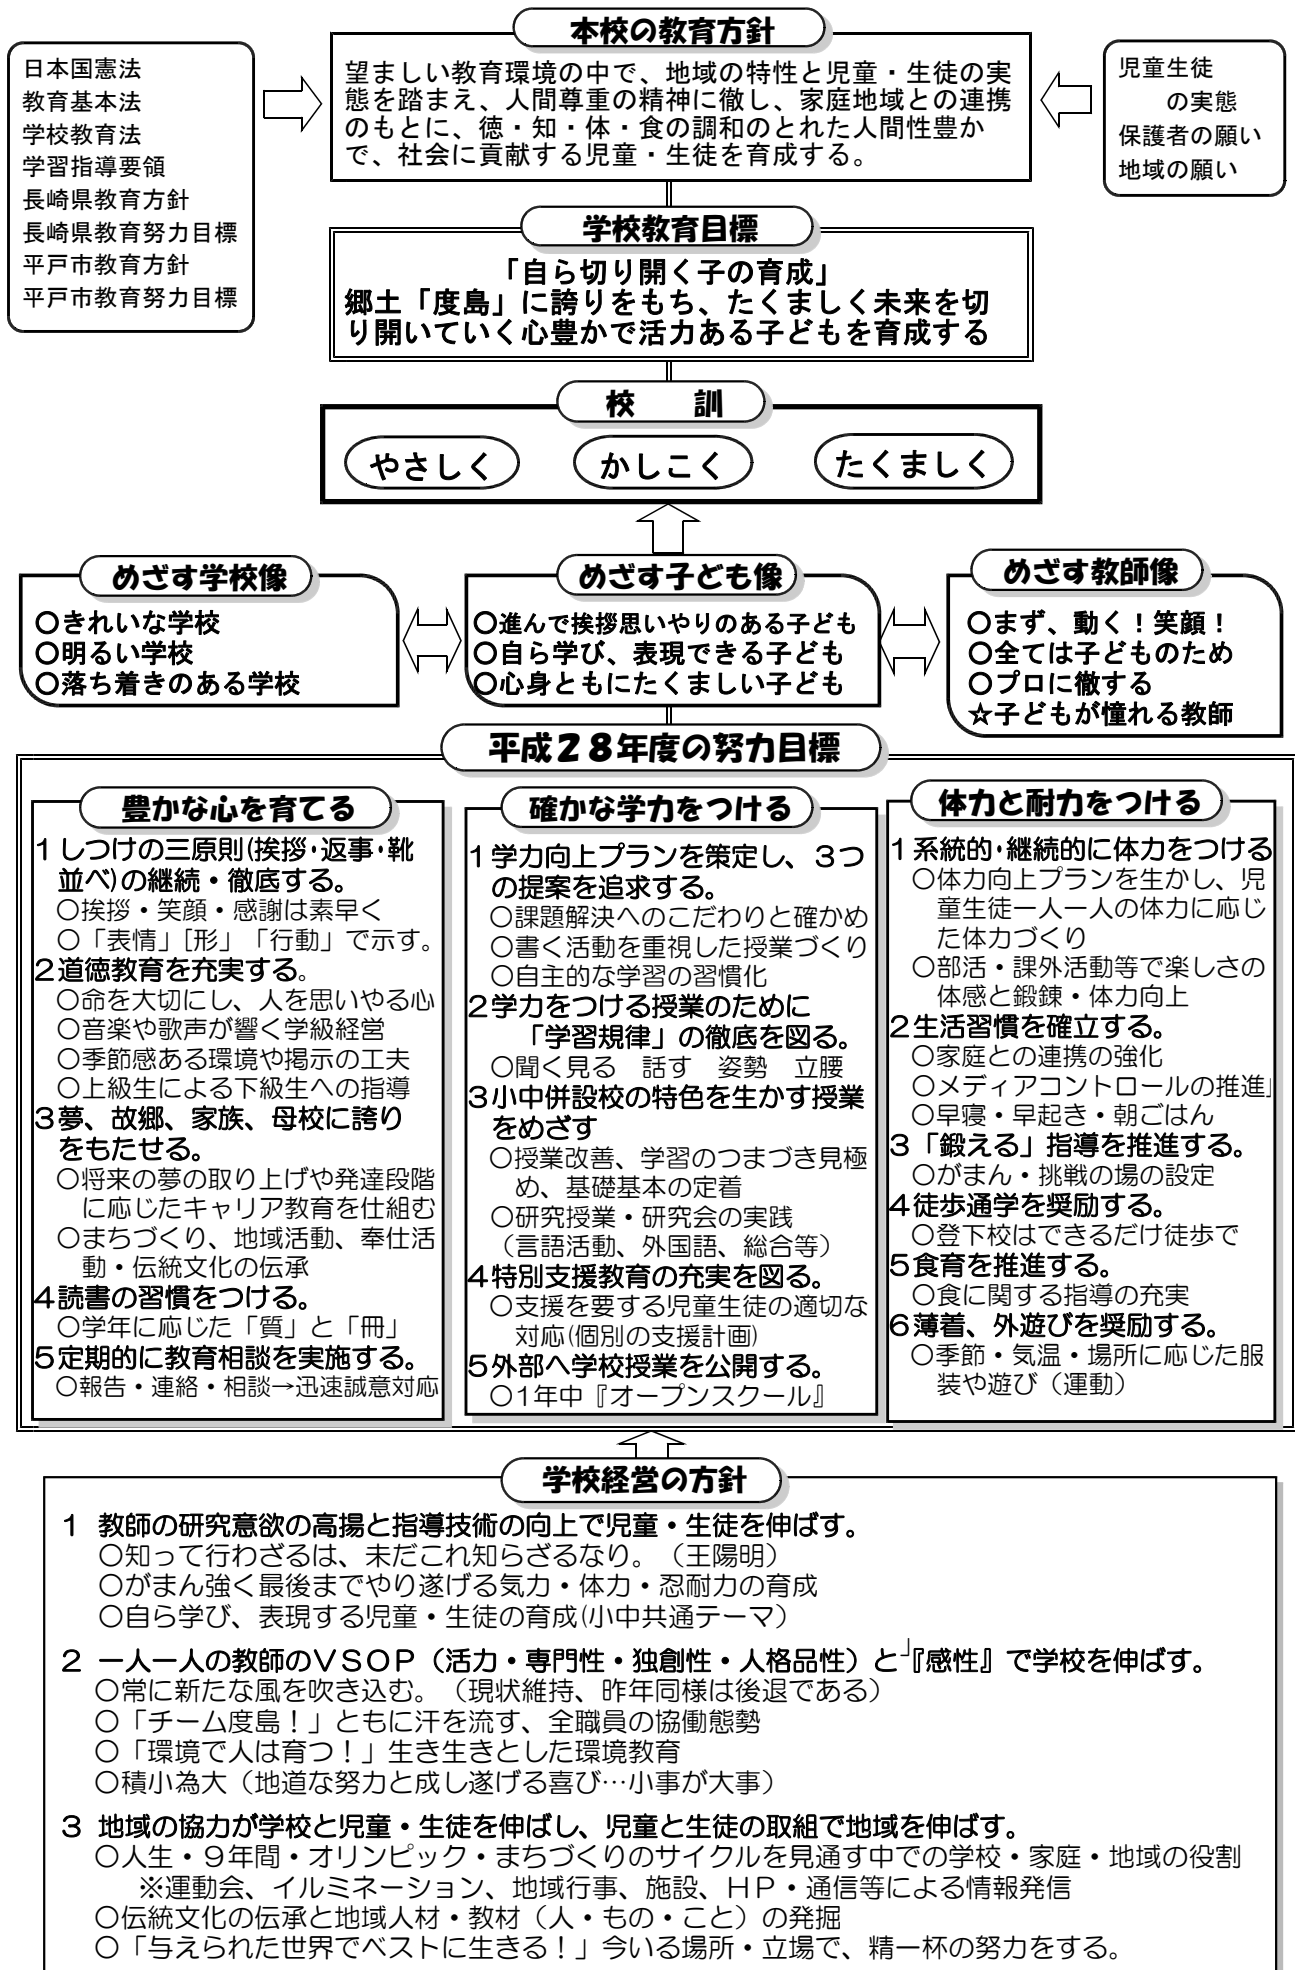 本校の教育方針
日本国憲法
教育基本法
学校教育法
学習指導要領
長崎県教育方針
長崎県教育努力目標
平戸市教育方針
平戸市教育努力目標
望ましい教育環境の中で、地域の特性と児童・生徒の実
態を踏まえ、人間尊重の精神に徹し、家庭地域との連携
のもとに、徳・知・体・食の調和のとれた人間性豊か
で、社会に貢献する児童・生徒を育成する。
児童生徒
の実態
保護者の願い
地域の願い
学校教育目標
「自ら切り開く子の育成」
郷土「度島」に誇りをもち、たくましく未来を切
り開いていく心豊かで活力ある子どもを育成する
校　訓
やさしく
かしこく
たくましく
めざす学校像
○きれいな学校
○明るい学校
○落ち着きのある学校
めざす子ども像
○進んで挨拶思いやりのある子ども
○自ら学び、表現できる子ども
○心身ともにたくましい子ども
めざす教師像
○まず、動く！笑顔！
○全ては子どものため
○プロに徹する
☆子どもが憧れる教師
平成２８年度の努力目標
豊かな心を育てる
１しつけの三原則(挨拶･返事･靴
並べ)の継続・徹底する。
○挨拶・笑顔・感謝は素早く
○「表情」[形」「行動」で示す。
２道徳教育を充実する。
○命を大切にし、人を思いやる心
○音楽や歌声が響く学級経営
○季節感ある環境や掲示の工夫
○上級生による下級生への指導
３夢、故郷、家族、母校に誇り
をもたせる。
○将来の夢の取り上げや発達段階
に応じたキャリア教育を仕組む
○まちづくり、地域活動、奉仕活
動・伝統文化の伝承
４読書の習慣をつける。
○学年に応じた「質」と「冊」
５定期的に教育相談を実施する。
○報告・連絡・相談→迅速誠意対応
確かな学力をつける
１学力向上プランを策定し、３つ
の提案を追求する。
○課題解決へのこだわりと確かめ
○書く活動を重視した授業づくり
○自主的な学習の習慣化
２学力をつける授業のために
「学習規律」の徹底を図る。
○聞く見る　話す　姿勢　立腰
３小中併設校の特色を生かす授業
をめざす
○授業改善、学習のつまづき見極
め、基礎基本の定着
○研究授業・研究会の実践
（言語活動、外国語、総合等）
４特別支援教育の充実を図る。
○支援を要する児童生徒の適切な
対応(個別の支援計画)
５外部へ学校授業を公開する。
○１年中『オープンスクール』
体力と耐力をつける
１系統的･継続的に体力をつける
○体力向上プランを生かし、児
童生徒一人一人の体力に応じ
た体力づくり
○部活・課外活動等で楽しさの
体感と鍛錬・体力向上
２生活習慣を確立する。
○家庭との連携の強化
○メディアコントロールの推進」
○早寝・早起き・朝ごはん
３「鍛える」指導を推進する。
○がまん・挑戦の場の設定
４徒歩通学を奨励する。
○登下校はできるだけ徒歩で
５食育を推進する。
○食に関する指導の充実
６薄着、外遊びを奨励する。
○季節・気温・場所に応じた服
装や遊び（運動）
学校経営の方針
１ 教師の研究意欲の高揚と指導技術の向上で児童・生徒を伸ばす。
○知って行わざるは、未だこれ知らざるなり。（王陽明）
○がまん強く最後までやり遂げる気力・体力・忍耐力の育成
○自ら学び、表現する児童・生徒の育成(小中共通テーマ）
２ 一人一人の教師のＶＳＯＰ（活力・専門性・独創性・人格品性）と」『感性』で学校を伸ばす。
○常に新たな風を吹き込む。（現状維持、昨年同様は後退である）
○「チーム度島！」ともに汗を流す、全職員の協働態勢
○「環境で人は育つ！」生き生きとした環境教育
○積小為大（地道な努力と成し遂げる喜び…小事が大事）
３ 地域の協力が学校と児童・生徒を伸ばし、児童と生徒の取組で地域を伸ばす。
○人生・９年間・オリンピック・まちづくりのサイクルを見通す中での学校・家庭・地域の役割
※運動会、イルミネーション、地域行事、施設、ＨＰ・通信等による情報発信
○伝統文化の伝承と地域人材・教材（人・もの・こと）の発掘
○「与えられた世界でベストに生きる！」今いる場所・立場で、精一杯の努力をする。